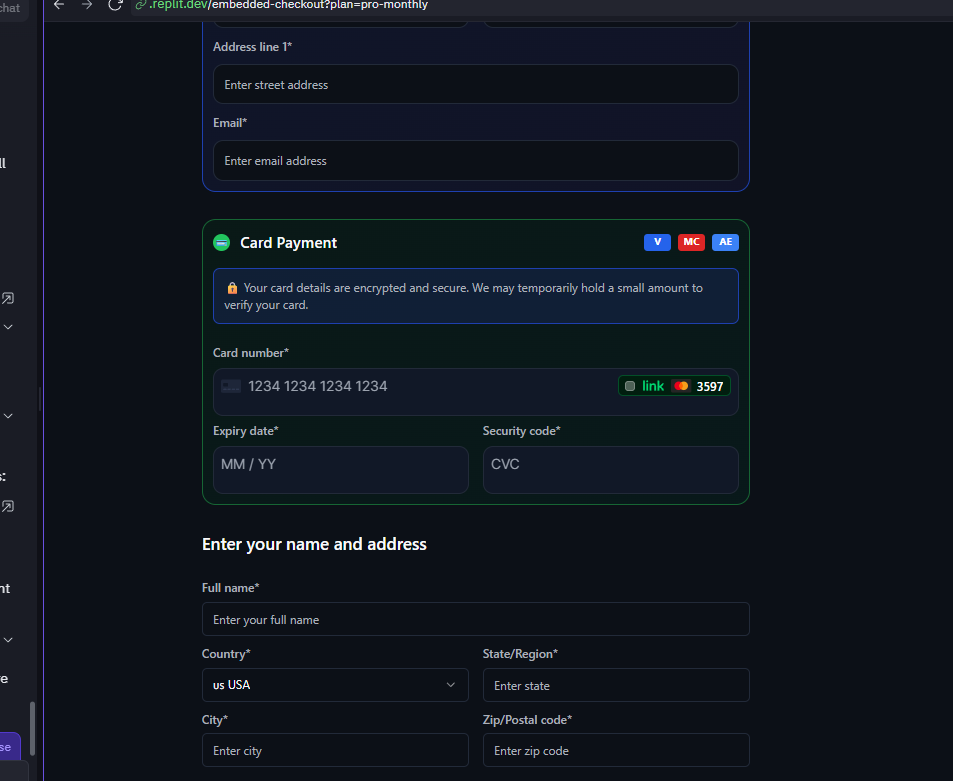 chat
.replit.dev/embedded-checkout?plan=pro-monthly
Address line 1*
Enter street address
Email*
Enter email address
Card Payment
V MC AE
🔒 Your card details are encrypted and secure. We may temporarily hold a small amount to
verify your card.
Card number*
1234 1234 1234 1234
link 3597
Expiry date* Security code*
MM / YY CVC
Enter your name and address
Full name*
Enter your full name
Country* State/Region*
us USA Enter state
City* Zip/Postal code*
Enter city Enter zip code